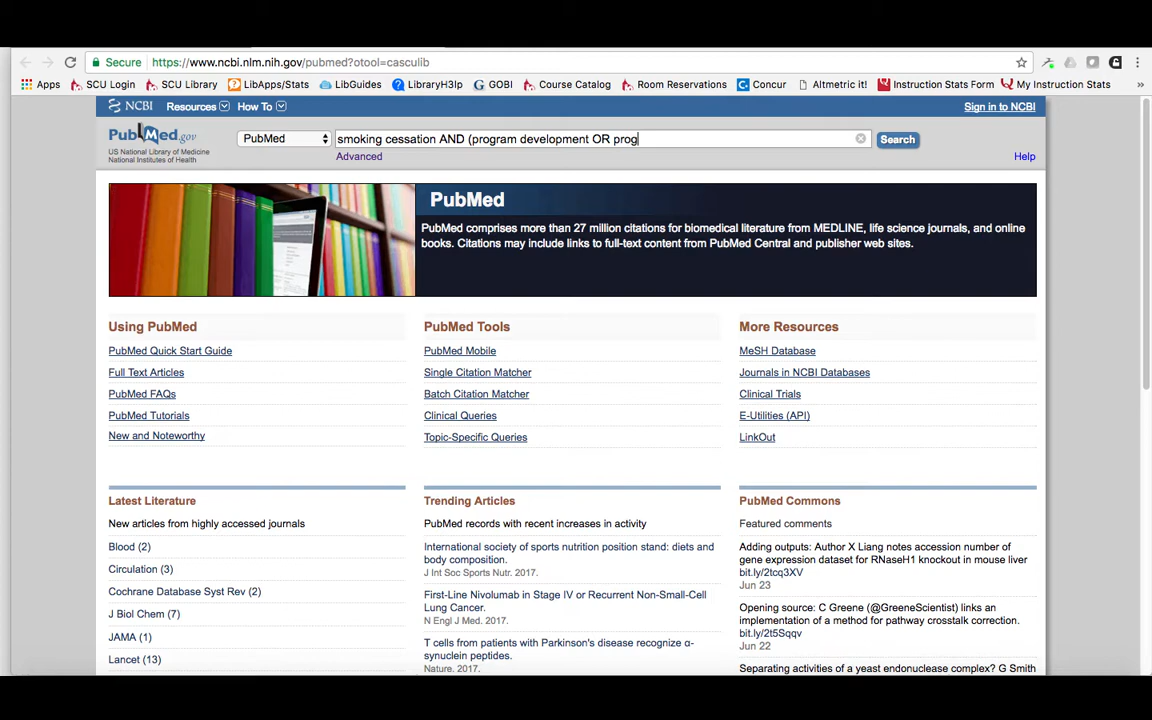 Secure https://www.ncbi.nlm.nih.gov/pubmed?otool=casculib
Apps SCU Login SCU Library LibApps/Stats LibGuides LibraryH3lp GOBI Course Catalog Room Reservations Concur Altmetric it! Instruction Stats Form My Instruction Stats »
NCBI Resources How To Sign in to NCBI
PubMed.gov
US National Library of Medicine
National Institutes of Health
PubMed smoking cessation AND (program development OR prog Search
Advanced Help
PubMed
PubMed comprises more than 27 million citations for biomedical literature from MEDLINE, life science journals, and online
books. Citations may include links to full-text content from PubMed Central and publisher web sites.
Using PubMed
PubMed Quick Start Guide
Full Text Articles
PubMed FAQs
PubMed Tutorials
New and Noteworthy
PubMed Tools
PubMed Mobile
Single Citation Matcher
Batch Citation Matcher
Clinical Queries
Topic-Specific Queries
More Resources
MeSH Database
Journals in NCBI Databases
Clinical Trials
E-Utilities (API)
LinkOut
Latest Literature
New articles from highly accessed journals
Blood (2)
Circulation (3)
Cochrane Database Syst Rev (2)
J Biol Chem (7)
JAMA (1)
Lancet (13)
Trending Articles
PubMed records with recent increases in activity
International society of sports nutrition position stand: diets and
body composition.
J Int Soc Sports Nutr. 2017.
First-Line Nivolumab in Stage IV or Recurrent Non-Small-Cell
Lung Cancer.
N Engl J Med. 2017.
T cells from patients with Parkinson's disease recognize α-
synuclein peptides.
Nature. 2017.
PubMed Commons
Featured comments
Adding outputs: Author X Liang notes accession number of
gene expression dataset for RNaseH1 knockout in mouse liver
bit.ly/2tcq3XV
Jun 23
Opening source: C Greene (@GreeneScientist) links an
implementation of a method for pathway crosstalk correction.
bit.ly/2t5Sqqv
Jun 22
Separating activities of a yeast endonuclease complex? G Smith